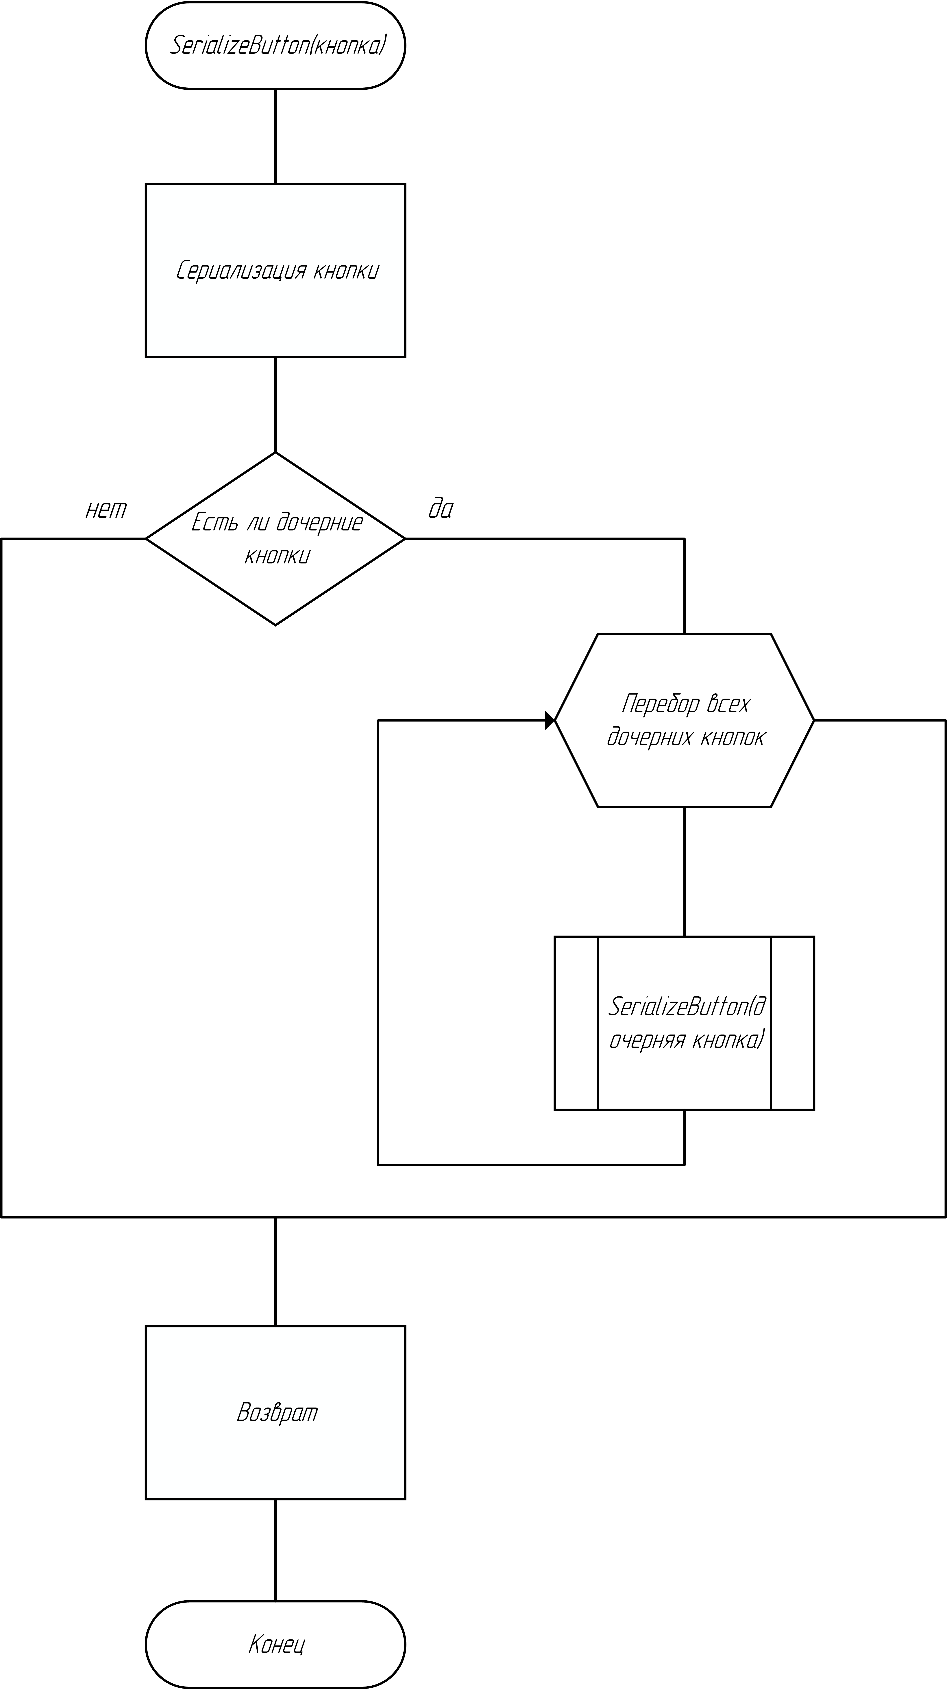 SerializeButton(кнопка)
Сериализация кнопки
нет
да
Есть ли дочерние
кнопки
Перебор всех
дочерних кнопок
SerializeButton(д
очерняя кнопка)
Возврат
Конец